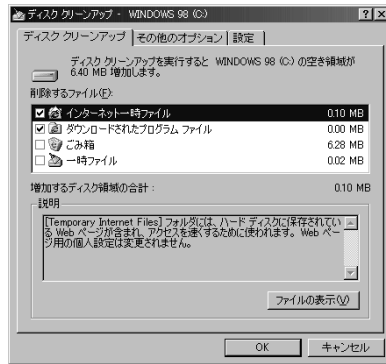 ディスク クリーンアップ - WINDOWS 98 (C:)
ディスク クリーンアップ その他のオプション 設定
ディスク クリーンアップを実行すると WINDOWS 98 (C:) の空き領域が
6.40 MB 増加します。
削除するファイル(F):
インターネット一時ファイル 0.10 MB
ダウンロードされたプログラム ファイル 0.00 MB
ごみ箱 6.28 MB
一時ファイル 0.02 MB
増加するディスク領域の合計 : 0.10 MB
説明
[Temporary Internet Files] フォルダには、ハード ディスクに保存されてい
る Web ページが含まれ、アクセスを速くするために使われます。Web ペー
ジ用の個人設定は変更されません。
ファイルの表示(V)
OK キャンセル